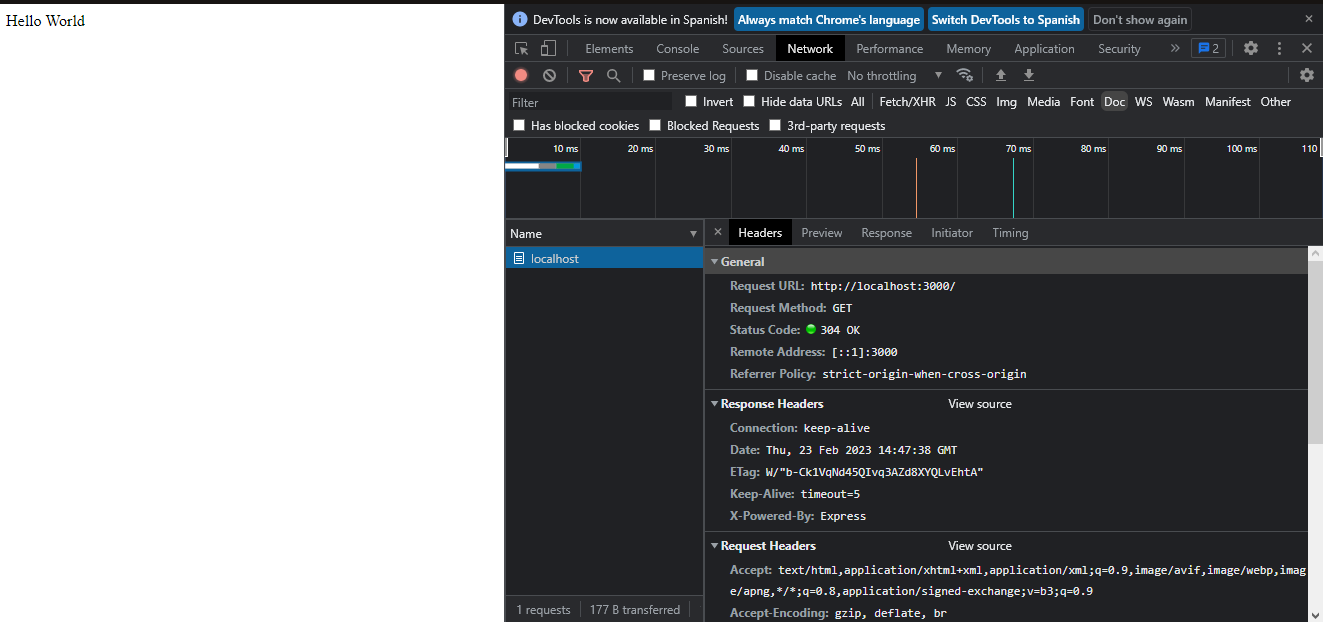 Hello World
DevTools is now available in Spanish! Always match Chrome's language Switch DevTools to Spanish Don't show again
Elements Console Sources Network Performance Memory Application Security » 2
Preserve log Disable cache No throttling
Filter Invert Hide data URLs All Fetch/XHR JS CSS Img Media Font Doc WS Wasm Manifest Other
Has blocked cookies Blocked Requests 3rd-party requests
10 ms 20 ms 30 ms 40 ms 50 ms 60 ms 70 ms 80 ms 90 ms 100 ms 110
Name
localhost
1 requests 177 B transferred
Headers Preview Response Initiator Timing
General
Request URL: http://localhost:3000/
Request Method: GET
Status Code: 304 OK
Remote Address: [::1]:3000
Referrer Policy: strict-origin-when-cross-origin
Response Headers View source
Connection: keep-alive
Date: Thu, 23 Feb 2023 14:47:38 GMT
ETag: W/"b-Ck1VqNd45QIvq3AZd8XYQLvEhtA"
Keep-Alive: timeout=5
X-Powered-By: Express
Request Headers View source
Accept: text/html,application/xhtml+xml,application/xml;q=0.9,image/avif,image/webp,imag
e/apng,*/*;q=0.8,application/signed-exchange;v=b3;q=0.9
Accept-Encoding: gzip, deflate, br